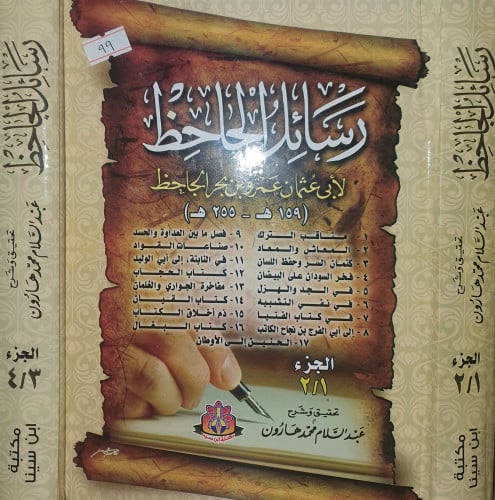 ٩٩
رسائل الجاحظ
لأبي عثمان عمرو بن بحر الجاحظ
(١٥٩ هـ - ٢٥٥ هـ)
١ - مناقب الترك
٢ - المعاش والمعاد
٣ - كتمان السر وحفظ اللسان
٤ - فخر السودان على البيضان
٥ - في الجد والهزل
٦ - في نفي التشبيه
٧ - في كتاب الفتيا
٨ - إلى أبي الفرج بن نجاح الكاتب
٩ - فصل ما بين العداوة والحسد
١٠ - صناعات القواد
١١ - في النابتة، إلى أبي الوليد
١٢ - كتاب الحجاب
١٣ - مفاخرة الجواري والغلمان
١٤ - كتاب القيان
١٥ - ذم أخلاق الكتاب
١٦ - كتاب البغال
١٧ - الحنين إلى الأوطان
الجزء
٢/١
تحقيق وشرح
عبد السلام محمد هارون
رسائل الجاحظ
تحقيق وشرح
عبد السلام محمد هارون
الجزء
٢/١
مكتبة
ابن سينا
رسائل الجاحظ
تحقيق وشرح
عبد السلام محمد هارون
الجزء
٤/٣
مكتبة
ابن سينا